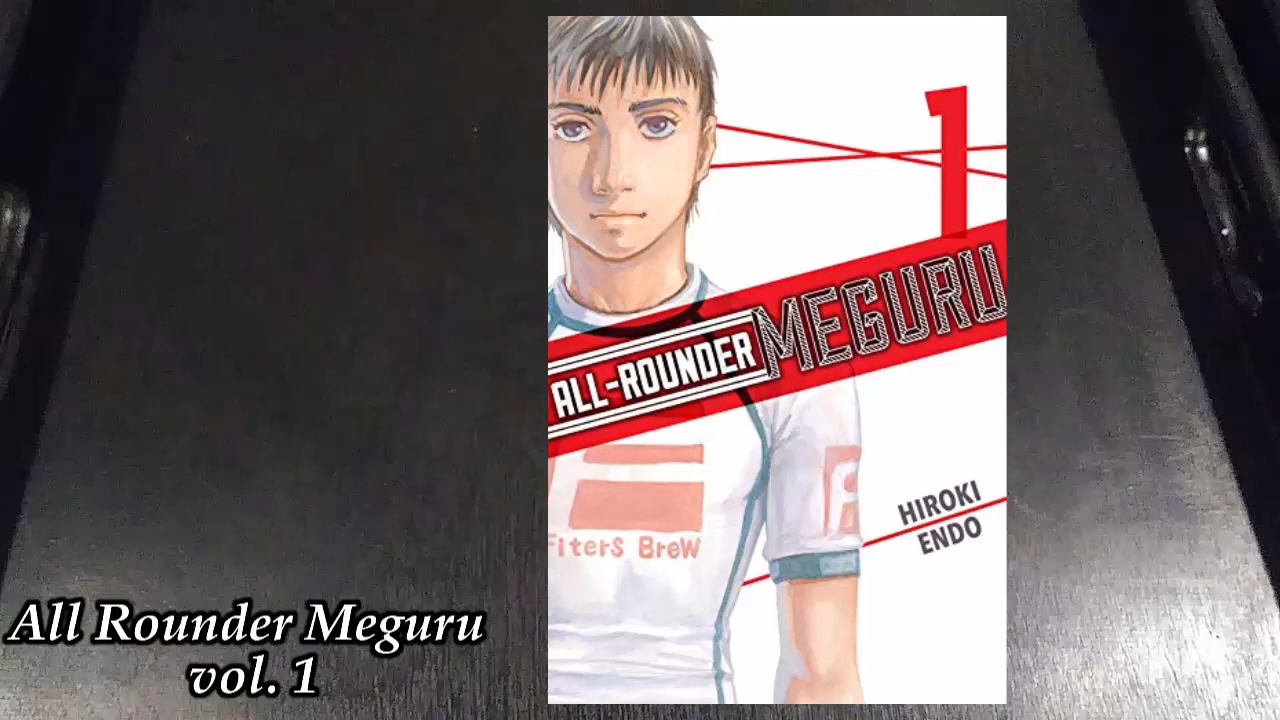 1
ALL-ROUNDER MEGURU
FiterS BreW
HIROKI
ENDO
All Rounder Meguru
vol. 1